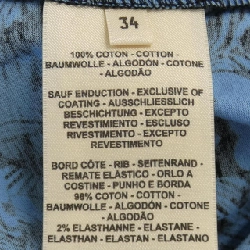 34
100% COTON - COTTON -
BAUMWOLLE - ALGODÓN - COTONE
- ALGODÃO
SAUF ENDUCTION - EXCLUSIVE OF
COATING - AUSSCHLIESSLICH
BESCHICHTUNG - EXCEPTO
REVESTIMIENTO - ESCLUSO
RIVESTIMENTO - EXCEPTO
REVESTIMENTO
BORD CÔTE - RIB - SEITENRAND -
REMATE ELÁSTICO - ORLO A
COSTINE - PUNHO E BORDA
98% COTON - COTTON -
BAUMWOLLE - ALGODÓN - COTONE
- ALGODÃO
2% ELASTHANNE - ELASTANE -
ELASTHAN - ELASTAN - ELASTANE